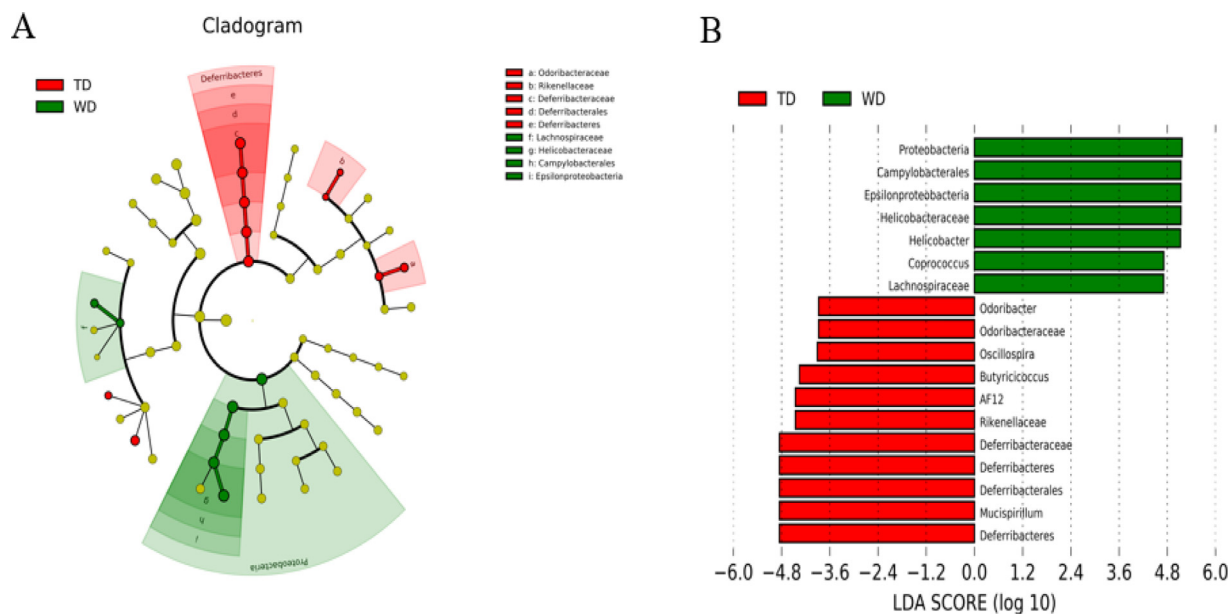 A
Cladogram
TD
WD
Deferribacteres
e
d
c
b
a
f
g
h
i
Proteobacteria
a: Odoribacteraceae
b: Rikenellaceae
c: Deferribacteraceae
d: Deferribacterales
e: Deferribacteres
f: Lachnospiraceae
g: Helicobacteraceae
h: Campylobacterales
i: Epsilonproteobacteria
B
TD WD
Proteobacteria
Campylobacterales
Epsilonproteobacteria
Helicobacteraceae
Helicobacter
Coprococcus
Lachnospiraceae
Odoribacter
Odoribacteraceae
Oscillospira
Butyricicoccus
AF12
Rikenellaceae
Deferribacteraceae
Deferribacteres
Deferribacterales
Mucispirillum
Deferribacteres
−6.0 −4.8 −3.6 −2.4 −1.2 0.0 1.2 2.4 3.6 4.8 6.0
LDA SCORE (log 10)